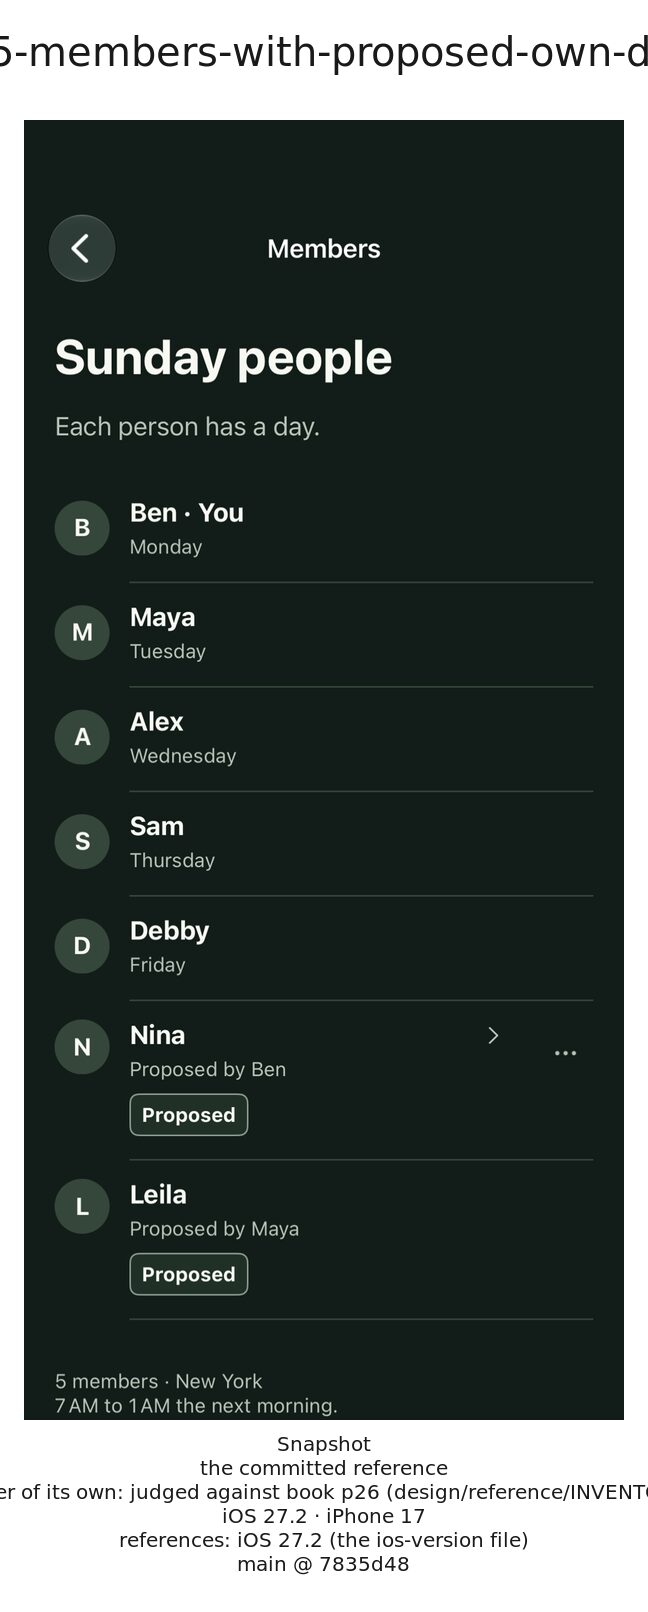 5-members-with-proposed-own-d
Members
Sunday people
Each person has a day.
B
Ben · You
Monday
M
Maya
Tuesday
A
Alex
Wednesday
S
Sam
Thursday
D
Debby
Friday
N
Nina
Proposed by Ben
Proposed
L
Leila
Proposed by Maya
Proposed
5 members · New York
7 AM to 1 AM the next morning.
Snapshot
the committed reference
er of its own: judged against book p26 (design/reference/INVENTO
iOS 27.2 · iPhone 17
references: iOS 27.2 (the ios-version file)
main @ 7835d48